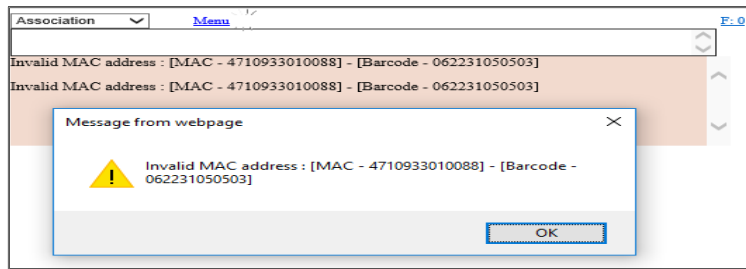 Association Menu F: 0
Invalid MAC address : [MAC - 4710933010088] - [Barcode - 062231050503]
Invalid MAC address : [MAC - 4710933010088] - [Barcode - 062231050503]
Message from webpage
Invalid MAC address : [MAC - 4710933010088] - [Barcode -
062231050503]
OK